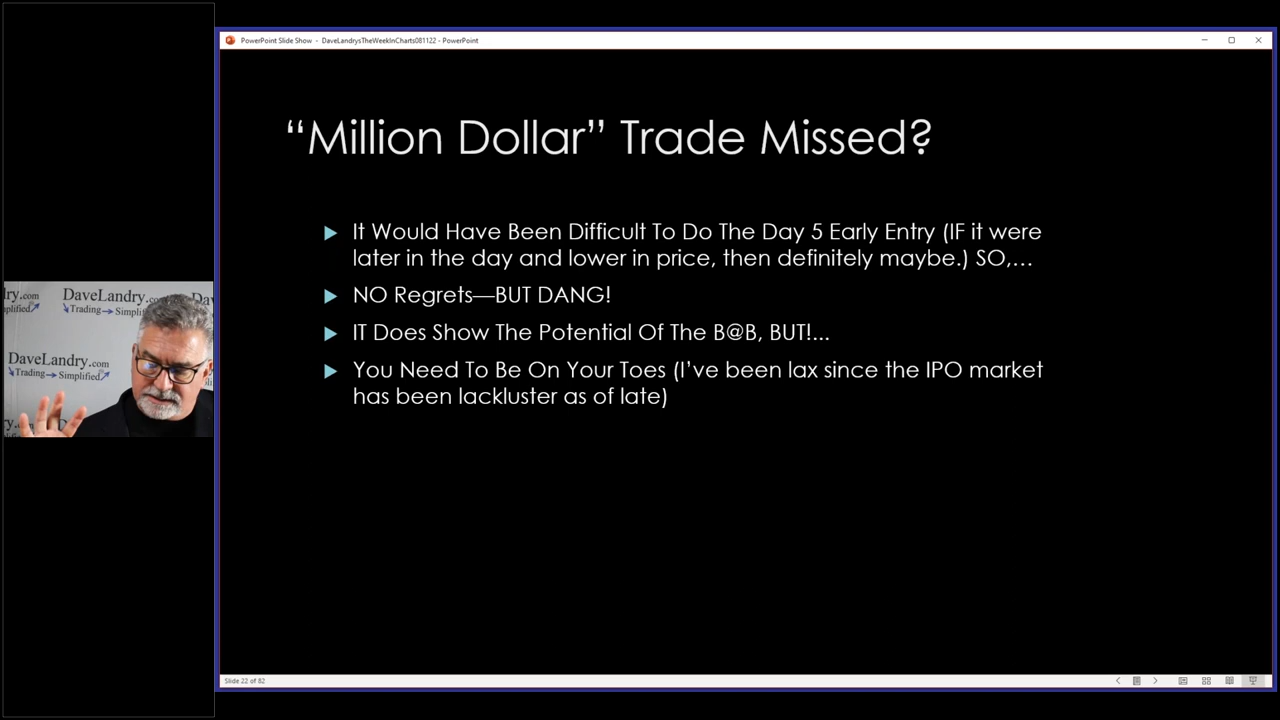 PowerPoint Slide Show - DaveLandrysTheWeekInCharts081122 - PowerPoint
“Million Dollar” Trade Missed?
It Would Have Been Difficult To Do The Day 5 Early Entry (IF it were
later in the day and lower in price, then definitely maybe.) SO,…
NO Regrets—BUT DANG!
IT Does Show The Potential Of The B@B, BUT!...
You Need To Be On Your Toes (I’ve been lax since the IPO market
has been lackluster as of late)
ry.com
DaveLandry.com
Trading
Simplif
DaveLandry.com
Trading
Simplified
Slide 22 of 82